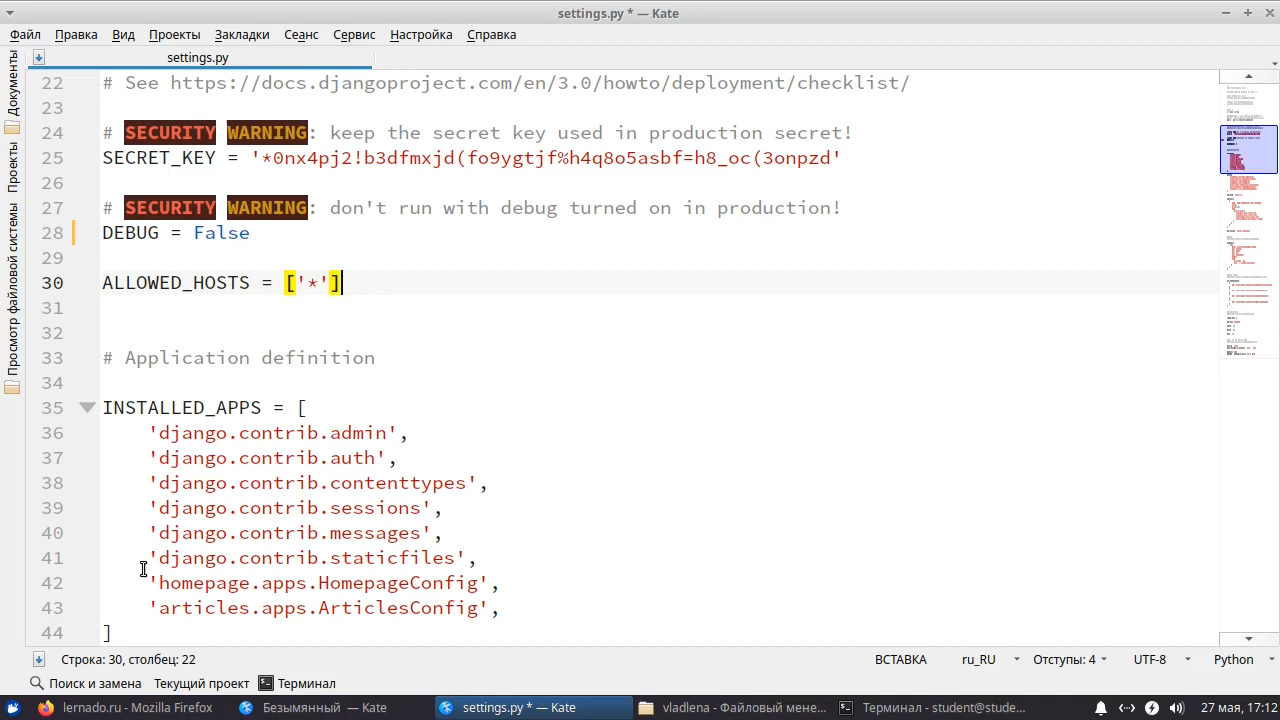 settings.py * — Kate
Файл Правка Вид Проекты Закладки Сеанс Сервис Настройка Справка
settings.py
Документы
Проекты
Просмотр файловой системы
22 # See https://docs.djangoproject.com/en/3.0/howto/deployment/checklist/
23
24 # SECURITY WARNING: keep the secret key used in production secret!
25 SECRET_KEY = '*0nx4pj2!b3dfmxjd(fo9ygtjf%h4q8o5asbf=h8_oc(3onpzd'
26
27 # SECURITY WARNING: don't run with debug turned on in production!
28 DEBUG = False
29
30 ALLOWED_HOSTS = ['*']
31
32
33 # Application definition
34
35 INSTALLED_APPS = [
36 'django.contrib.admin',
37 'django.contrib.auth',
38 'django.contrib.contenttypes',
39 'django.contrib.sessions',
40 'django.contrib.messages',
41 'django.contrib.staticfiles',
42 'homepage.apps.HomepageConfig',
43 'articles.apps.ArticlesConfig',
44 ]
Строка: 30, столбец: 22 ВСТАВКА ru_RU Отступы: 4 UTF-8 Python
Поиск и замена Текущий проект Терминал
lernado.ru - Mozilla Firefox Безымянный — Kate settings.py * — Kate vladlena - Файловый мене... Терминал - student@stude... 27 мая, 17:12